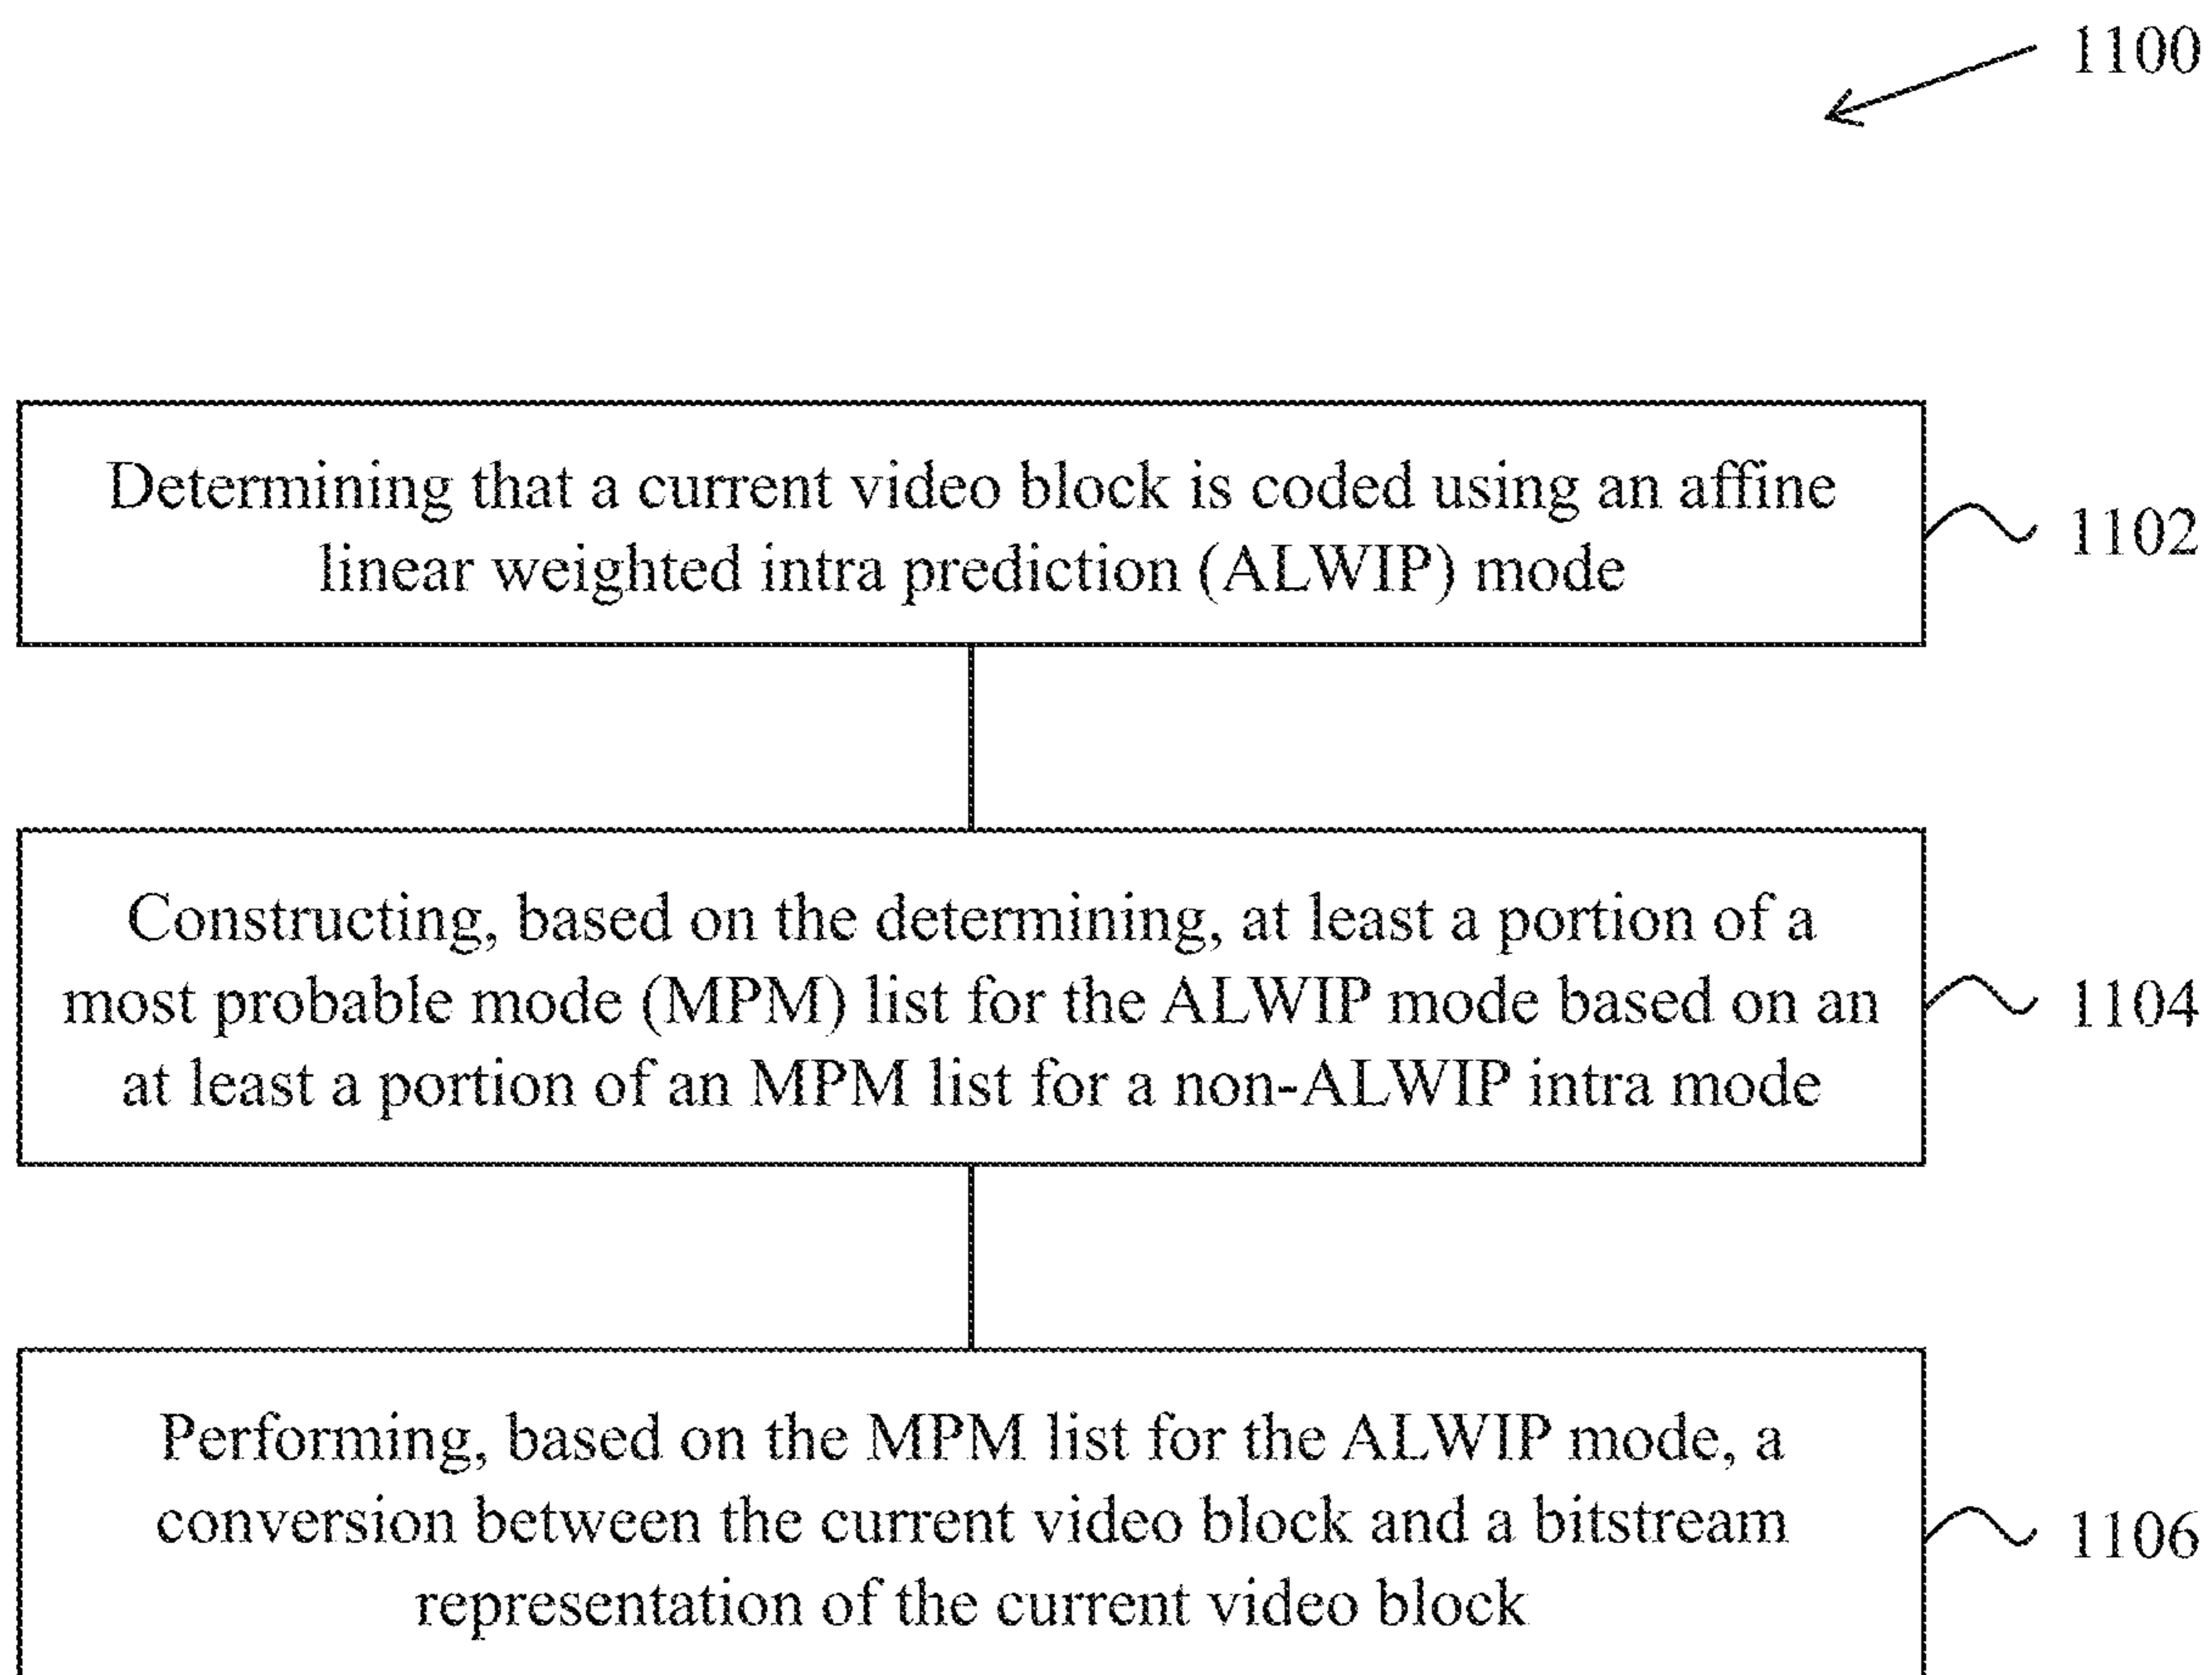 1100
Determining that a current video block is coded using an affine
linear weighted intra prediction (ALWIP) mode
1102
Constructing, based on the determining, at least a portion of a
most probable mode (MPM) list for the ALWIP mode based on an
at least a portion of an MPM list for a non-ALWIP intra mode
1104
Performing, based on the MPM list for the ALWIP mode, a
conversion between the current video block and a bitstream
representation of the current video block
1106